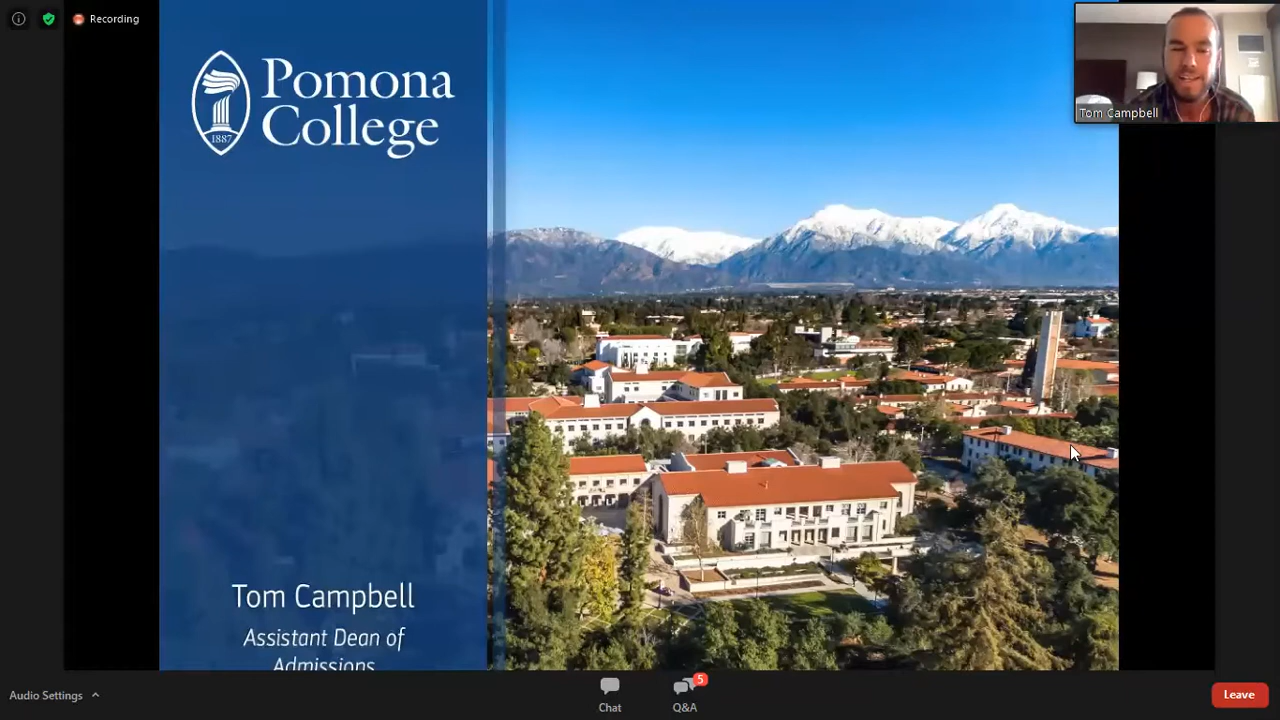 Recording
Pomona
College
1887
Tom Campbell
Tom Campbell
Assistant Dean of
Admissions
Audio Settings
Chat
5
Q&A
Leave